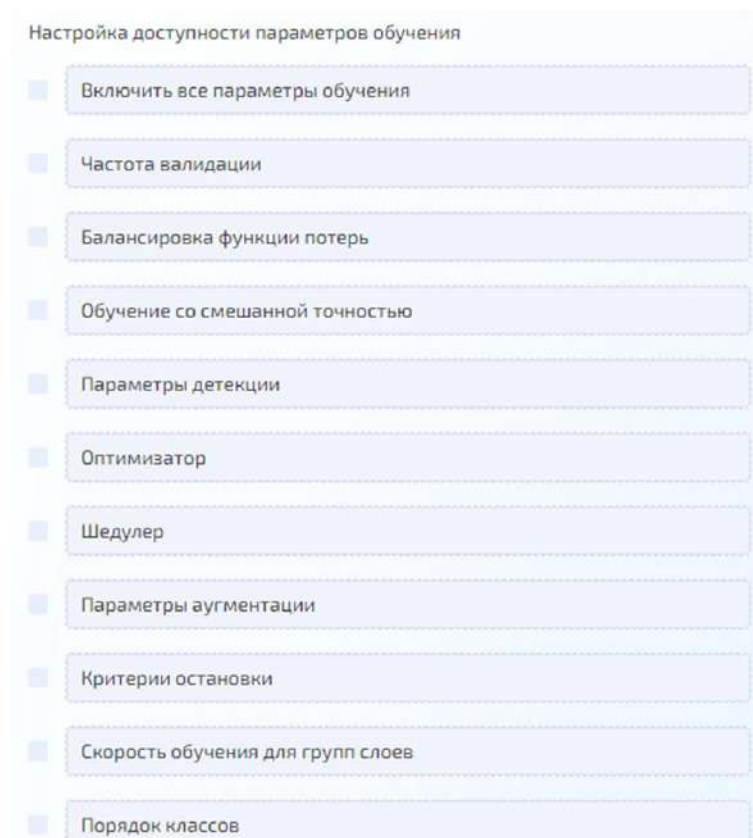 Настройка доступности параметров обучения
Включить все параметры обучения
Частота валидации
Балансировка функции потерь
Обучение со смешанной точностью
Параметры детекции
Оптимизатор
Шедулер
Параметры аугментации
Критерии остановки
Скорость обучения для групп слоев
Порядок классов